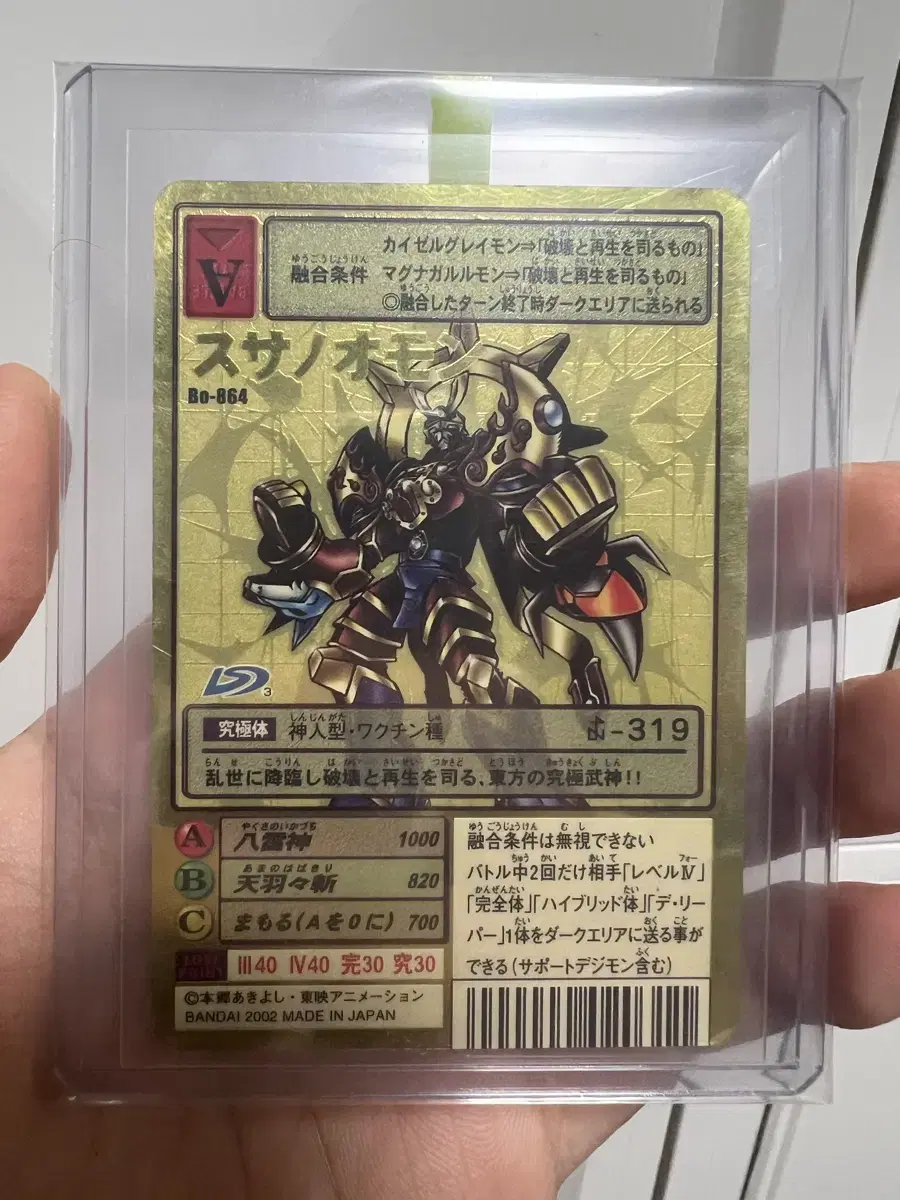 カイゼルグレイモン⇒「破壊と再生を司るもの」
融合条件 マグナガルルモン⇒「破壊と再生を司るもの」
◎融合したターン終了時ダークエリアに送られる
A
スサノオモン
Bo-864
3
究極体 神人型・ワクチン種 -319
乱世に降臨し破壊と再生を司る、東方の究極武神!!
A 八雷神 1000
B 天羽々斬 820
C まもる(Aを0に) 700
LOST POINT Ⅲ40 Ⅳ40 完30 究30
©本郷あきよし・東映アニメーション
BANDAI 2002 MADE IN JAPAN
融合条件は無視できない
バトル中2回だけ相手「レベルⅣ」
「完全体」「ハイブリッド体」「デ・リー
パー」1体をダークエリアに送る事が
できる(サポートデジモン含む)